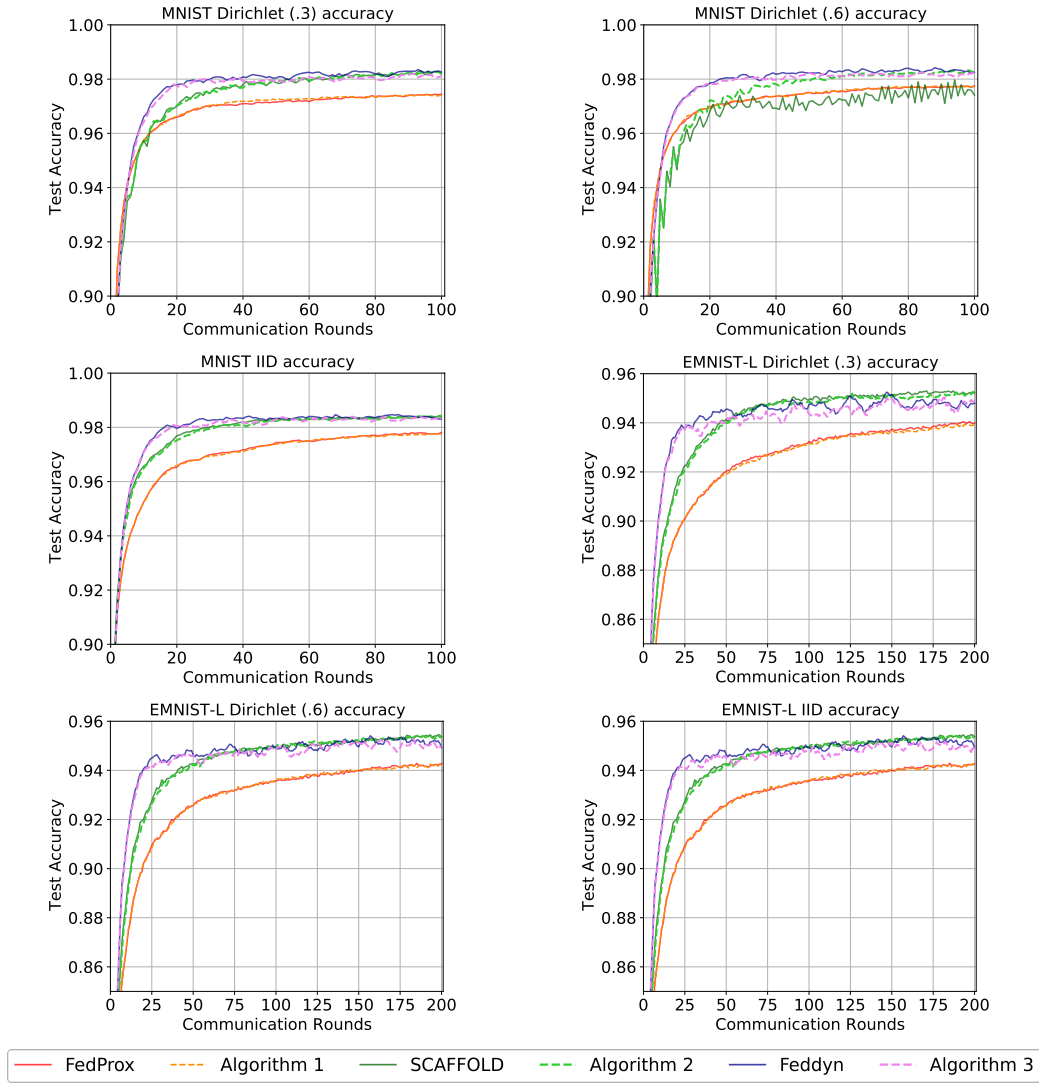 MNIST Dirichlet (.3) accuracy
1.00
0.98
0.96
0.94
0.92
0.90
Test Accuracy
0 20 40 60 80 100
Communication Rounds
MNIST Dirichlet (.6) accuracy
1.00
0.98
0.96
0.94
0.92
0.90
Test Accuracy
0 20 40 60 80 100
Communication Rounds
MNIST IID accuracy
1.00
0.98
0.96
0.94
0.92
0.90
Test Accuracy
0 20 40 60 80 100
Communication Rounds
EMNIST-L Dirichlet (.3) accuracy
0.96
0.94
0.92
0.90
0.88
0.86
Test Accuracy
0 25 50 75 100 125 150 175 200
Communication Rounds
EMNIST-L Dirichlet (.6) accuracy
0.96
0.94
0.92
0.90
0.88
0.86
Test Accuracy
0 25 50 75 100 125 150 175 200
Communication Rounds
EMNIST-L IID accuracy
0.96
0.94
0.92
0.90
0.88
0.86
Test Accuracy
0 25 50 75 100 125 150 175 200
Communication Rounds
FedProx Algorithm 1 SCAFFOLD Algorithm 2 Feddyn Algorithm 3